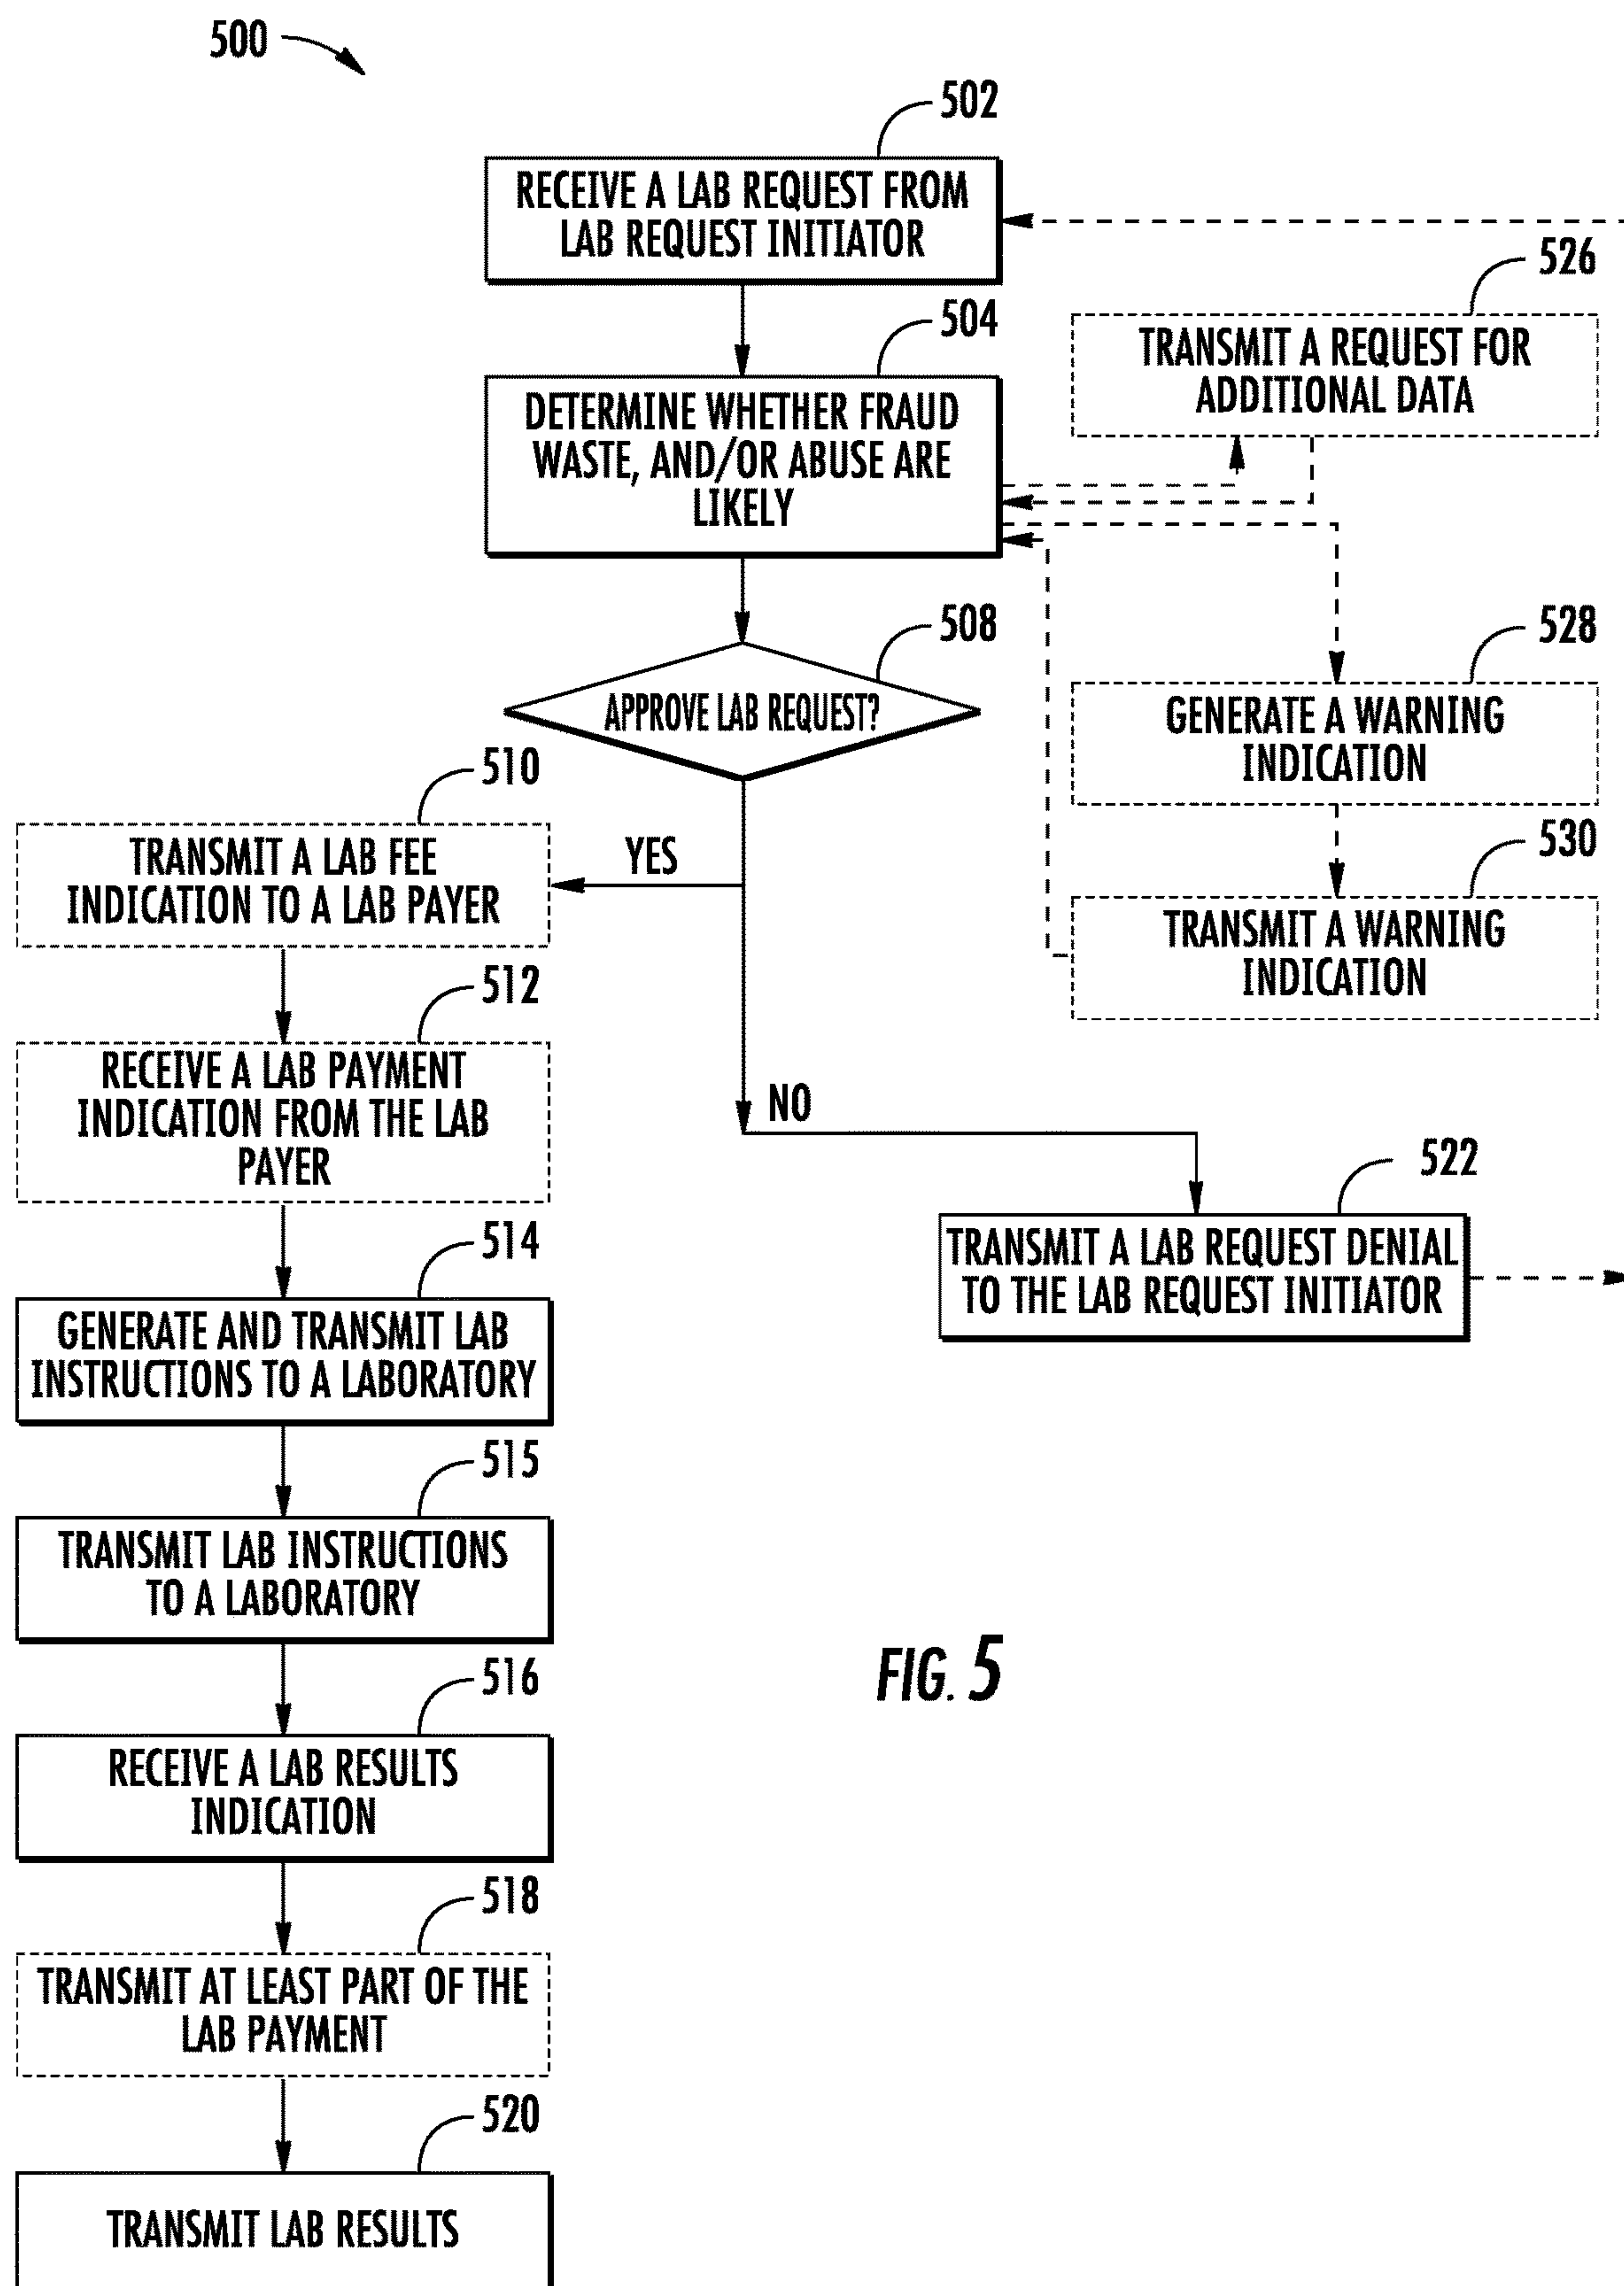 500
502
RECEIVE A LAB REQUEST FROM
LAB REQUEST INITIATOR
504
DETERMINE WHETHER FRAUD
WASTE, AND/OR ABUSE ARE
LIKELY
526
TRANSMIT A REQUEST FOR
ADDITIONAL DATA
508
APPROVE LAB REQUEST?
528
GENERATE A WARNING
INDICATION
530
TRANSMIT A WARNING
INDICATION
YES
510
TRANSMIT A LAB FEE
INDICATION TO A LAB PAYER
512
RECEIVE A LAB PAYMENT
INDICATION FROM THE LAB
PAYER
NO
522
TRANSMIT A LAB REQUEST DENIAL
TO THE LAB REQUEST INITIATOR
514
GENERATE AND TRANSMIT LAB
INSTRUCTIONS TO A LABORATORY
515
TRANSMIT LAB INSTRUCTIONS
TO A LABORATORY
516
RECEIVE A LAB RESULTS
INDICATION
518
TRANSMIT AT LEAST PART OF THE
LAB PAYMENT
520
TRANSMIT LAB RESULTS
FIG. 5